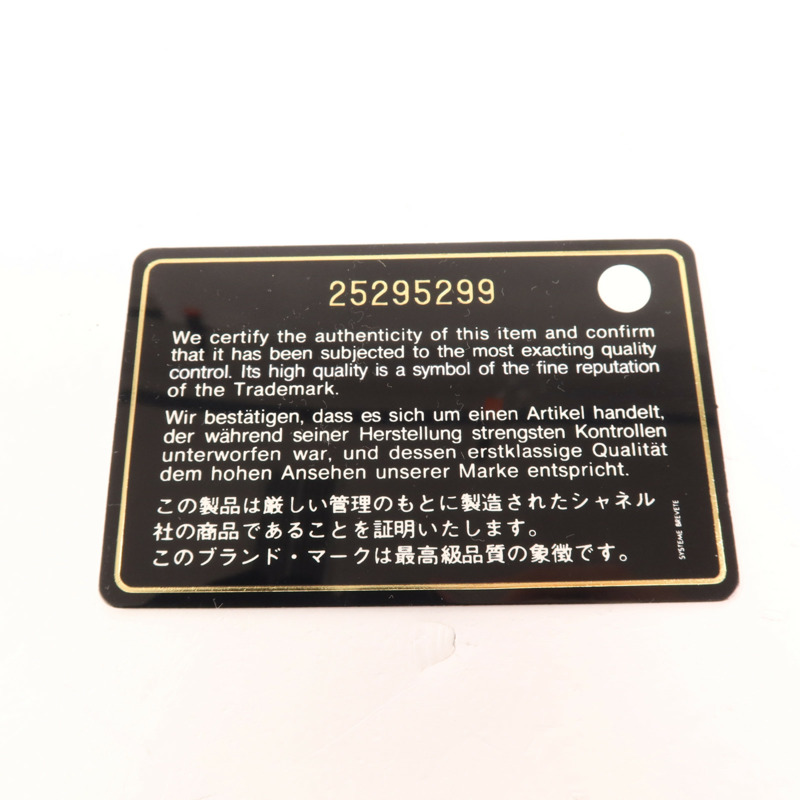 25295299
We certify the authenticity of this item and confirm
that it has been subjected to the most exacting quality
control. Its high quality is a symbol of the fine reputation
of the Trademark.
Wir bestätigen, dass es sich um einen Artikel handelt,
der während seiner Herstellung strengsten Kontrollen
unterworfen war, und dessen erstklassige Qualität
dem hohen Ansehen unserer Marke entspricht.
この製品は厳しい管理のもとに製造されたシャネル
社の商品であることを証明いたします。
このブランド・マークは最高級品質の象徴です。
SYSTEME BREVETE